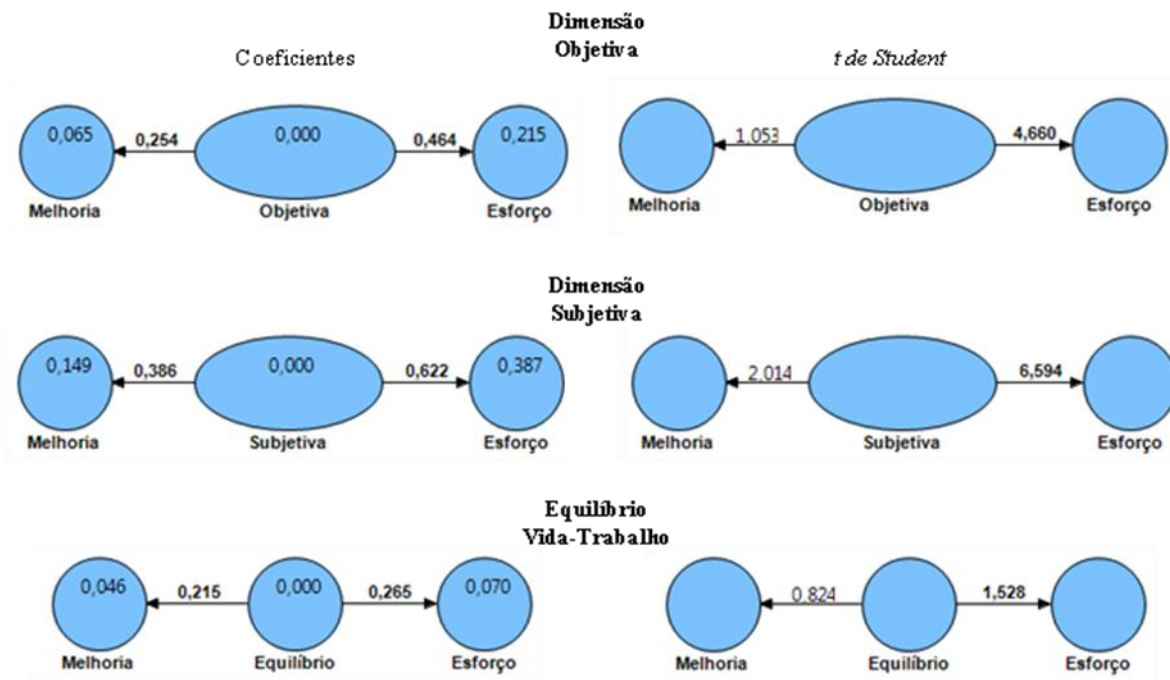 Dimensão
Objetiva
Coeficientes
t de Student
0,065
0,254
0,000
0,464
0,215
Melhoria
Objetiva
Esforço
1,053
4,660
Melhoria
Objetiva
Esforço
Dimensão
Subjetiva
0,149
0,386
0,000
0,622
0,387
Melhoria
Subjetiva
Esforço
2,014
6,594
Melhoria
Subjetiva
Esforço
Equilíbrio
Vida-Trabalho
0,046
0,215
0,000
0,265
0,070
Melhoria
Equilíbrio
Esforço
0,824
1,528
Melhoria
Equilíbrio
Esforço